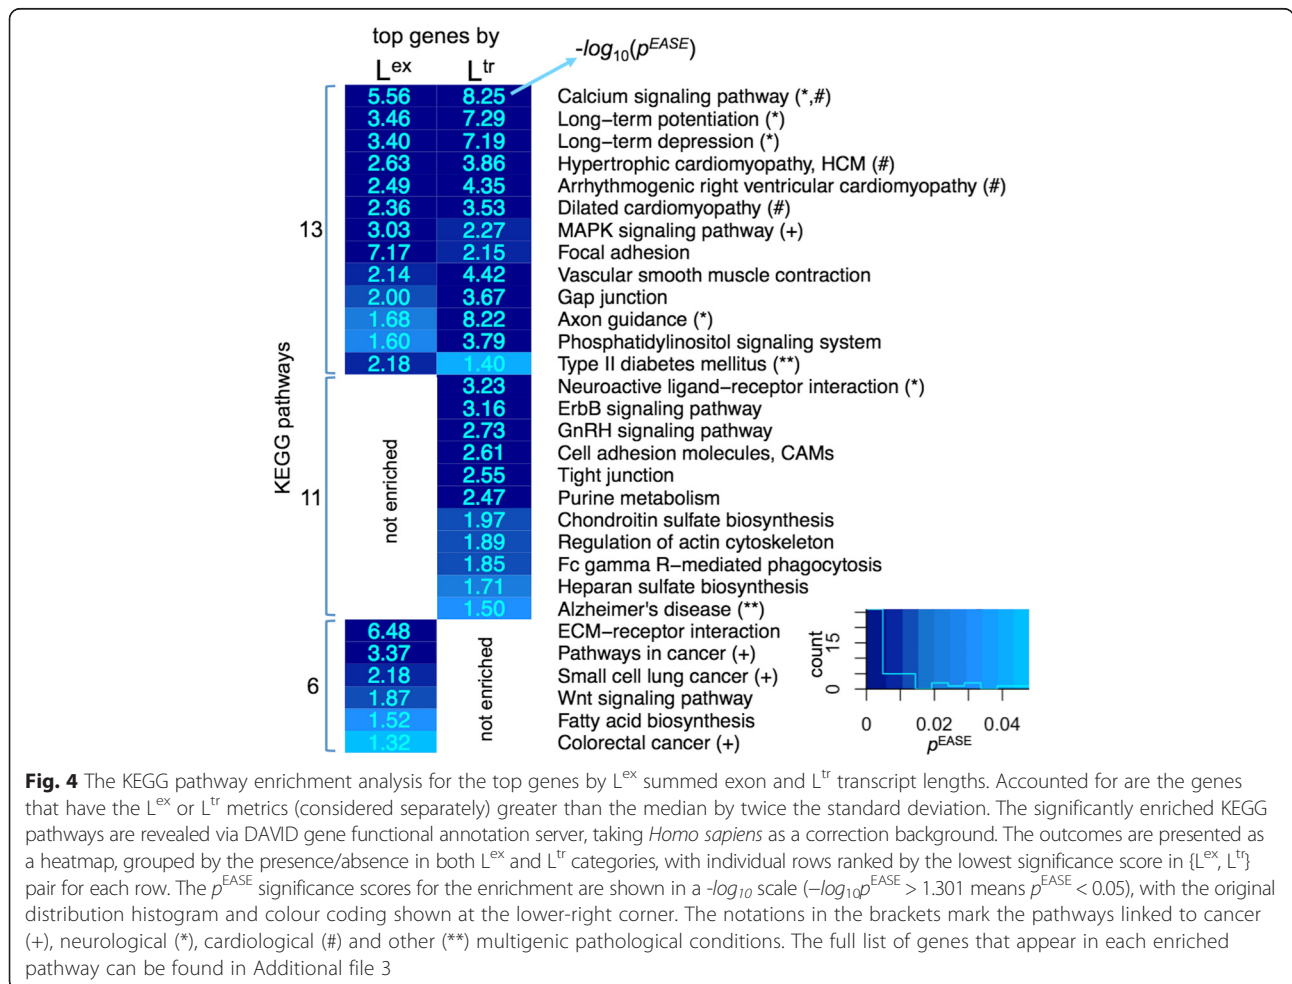 top genes by
L^ex L^tr
-log10(p^EASE)
13
5.56 8.25 Calcium signaling pathway (*,#)
3.46 7.29 Long−term potentiation (*)
3.40 7.19 Long−term depression (*)
2.63 3.86 Hypertrophic cardiomyopathy, HCM (#)
2.49 4.35 Arrhythmogenic right ventricular cardiomyopathy (#)
2.36 3.53 Dilated cardiomyopathy (#)
3.03 2.27 MAPK signaling pathway (+)
7.17 2.15 Focal adhesion
2.14 4.42 Vascular smooth muscle contraction
2.00 3.67 Gap junction
1.68 8.22 Axon guidance (*)
1.60 3.79 Phosphatidylinositol signaling system
2.18 1.40 Type II diabetes mellitus (**)
KEGG pathways
11
not enriched
3.23 Neuroactive ligand−receptor interaction (*)
3.16 ErbB signaling pathway
2.73 GnRH signaling pathway
2.61 Cell adhesion molecules, CAMs
2.55 Tight junction
2.47 Purine metabolism
1.97 Chondroitin sulfate biosynthesis
1.89 Regulation of actin cytoskeleton
1.85 Fc gamma R−mediated phagocytosis
1.71 Heparan sulfate biosynthesis
1.50 Alzheimer's disease (**)
6
6.48 ECM−receptor interaction
3.37 Pathways in cancer (+)
2.18 Small cell lung cancer (+)
1.87 Wnt signaling pathway
1.52 Fatty acid biosynthesis
1.32 Colorectal cancer (+)
not enriched
count
0 15
0 0.02 0.04
p^EASE
Fig. 4 The KEGG pathway enrichment analysis for the top genes by L^ex summed exon and L^tr transcript lengths. Accounted for are the genes
that have the L^ex or L^tr metrics (considered separately) greater than the median by twice the standard deviation. The significantly enriched KEGG
pathways are revealed via DAVID gene functional annotation server, taking Homo sapiens as a correction background. The outcomes are presented as
a heatmap, grouped by the presence/absence in both L^ex and L^tr categories, with individual rows ranked by the lowest significance score in {L^ex, L^tr}
pair for each row. The p^EASE significance scores for the enrichment are shown in a -log10 scale (−log10p^EASE > 1.301 means p^EASE < 0.05), with the original
distribution histogram and colour coding shown at the lower-right corner. The notations in the brackets mark the pathways linked to cancer
(+), neurological (*), cardiological (#) and other (**) multigenic pathological conditions. The full list of genes that appear in each enriched
pathway can be found in Additional file 3